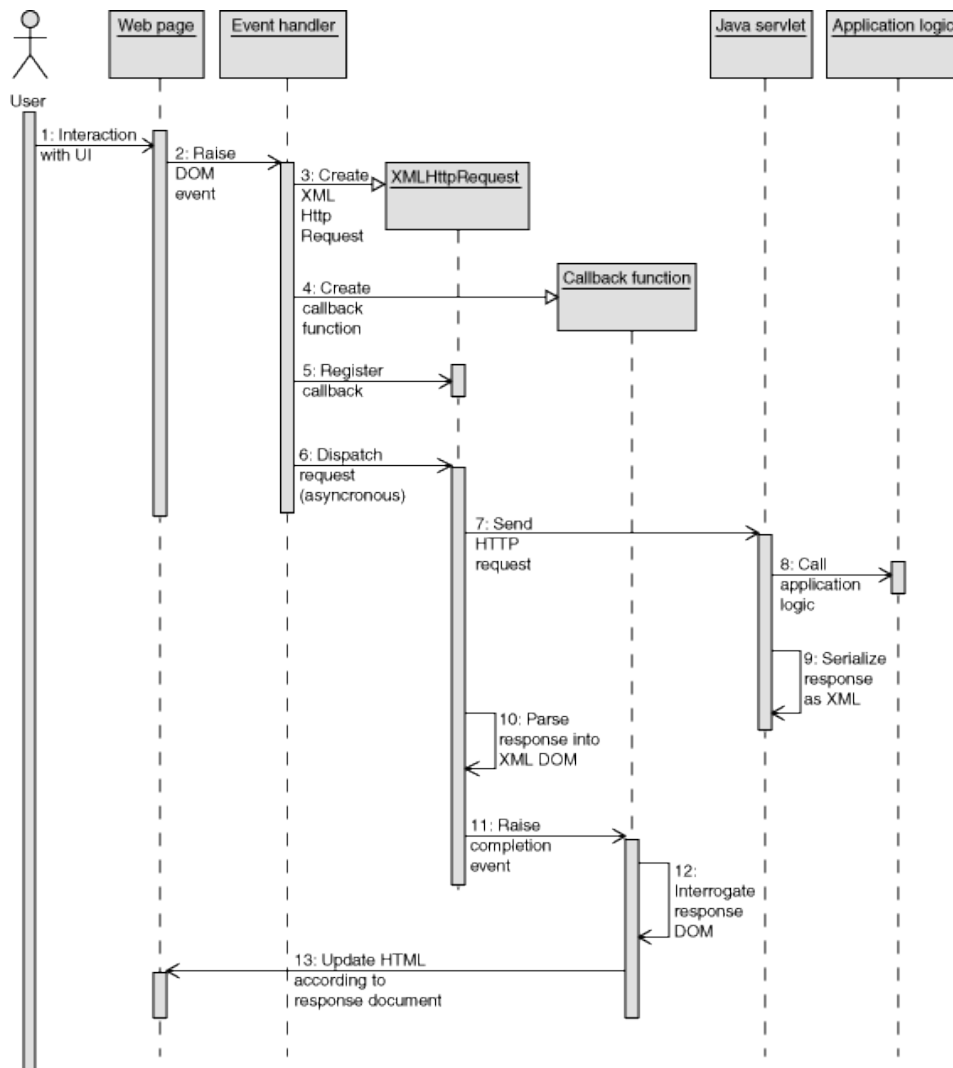 Web page
Event handler
Java servlet
Application logic
User
1: Interaction
with UI
2: Raise
DOM
event
3: Create
XML
Http
Request
XMLHttpRequest
4: Create
callback
function
Callback function
5: Register
callback
6: Dispatch
request
(asyncronous)
7: Send
HTTP
request
8: Call
application
logic
9: Serialize
response
as XML
10: Parse
response into
XML DOM
11: Raise
completion
event
12:
Interrogate
response
DOM
13: Update HTML
according to
response document